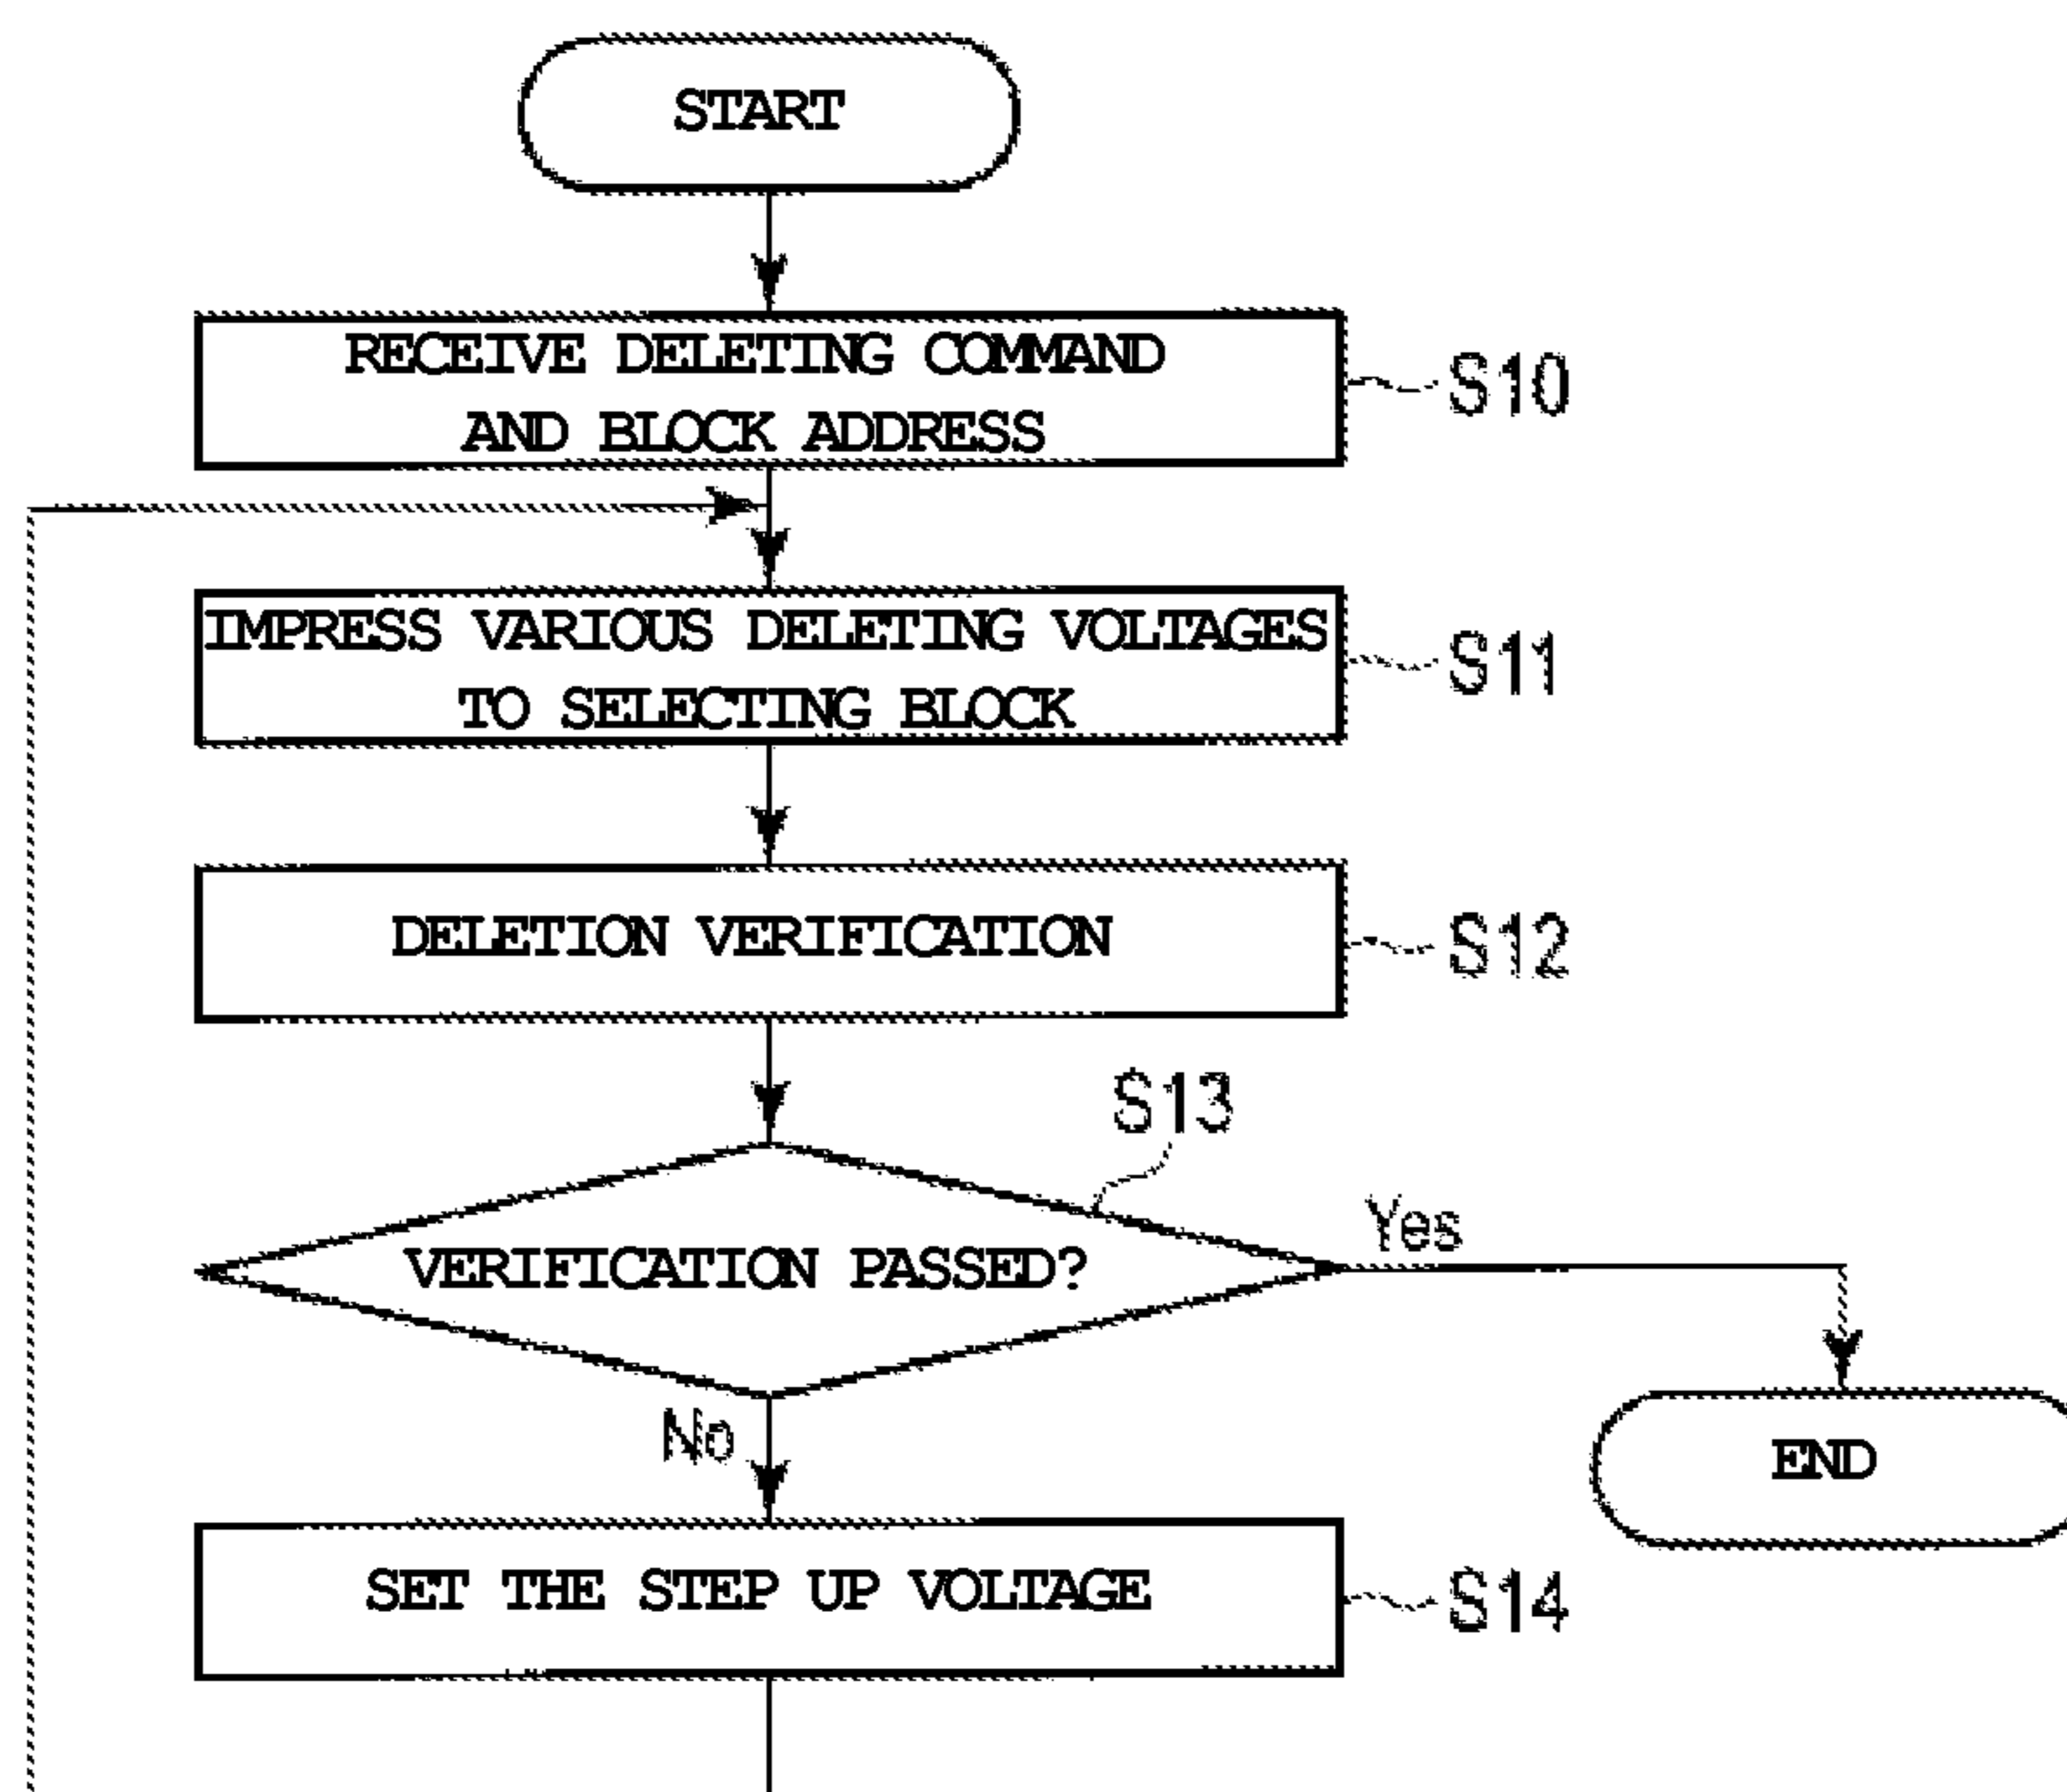 START
RECEIVE DELETING COMMAND
AND BLOCK ADDRESS
S10
IMPRESS VARIOUS DELETING VOLTAGES
TO SELECTING BLOCK
S11
DELETION VERIFICATION
S12
S13
VERIFICATION PASSED?
Yes
No
END
SET THE STEP UP VOLTAGE
S14